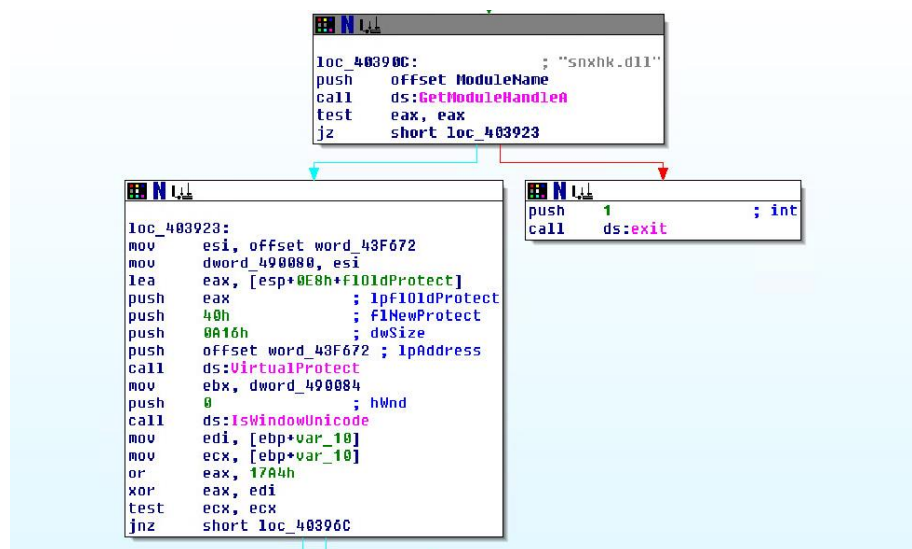 loc_40390C: ; "snxhk.dll"
push offset ModuleName
call ds:GetModuleHandleA
test eax, eax
jz short loc_403923
loc_403923:
mov esi, offset word_43F672
mov dword_490080, esi
lea eax, [esp+0E8h+flOldProtect]
push eax ; lpflOldProtect
push 40h ; flNewProtect
push 0A16h ; dwSize
push offset word_43F672 ; lpAddress
call ds:VirtualProtect
mov ebx, dword_490084
push 0 ; hWnd
call ds:IsWindowUnicode
mov edi, [ebp+var_10]
mov ecx, [ebp+var_10]
or eax, 17A4h
xor eax, edi
test ecx, ecx
jnz short loc_40396C
push 1 ; int
call ds:exit